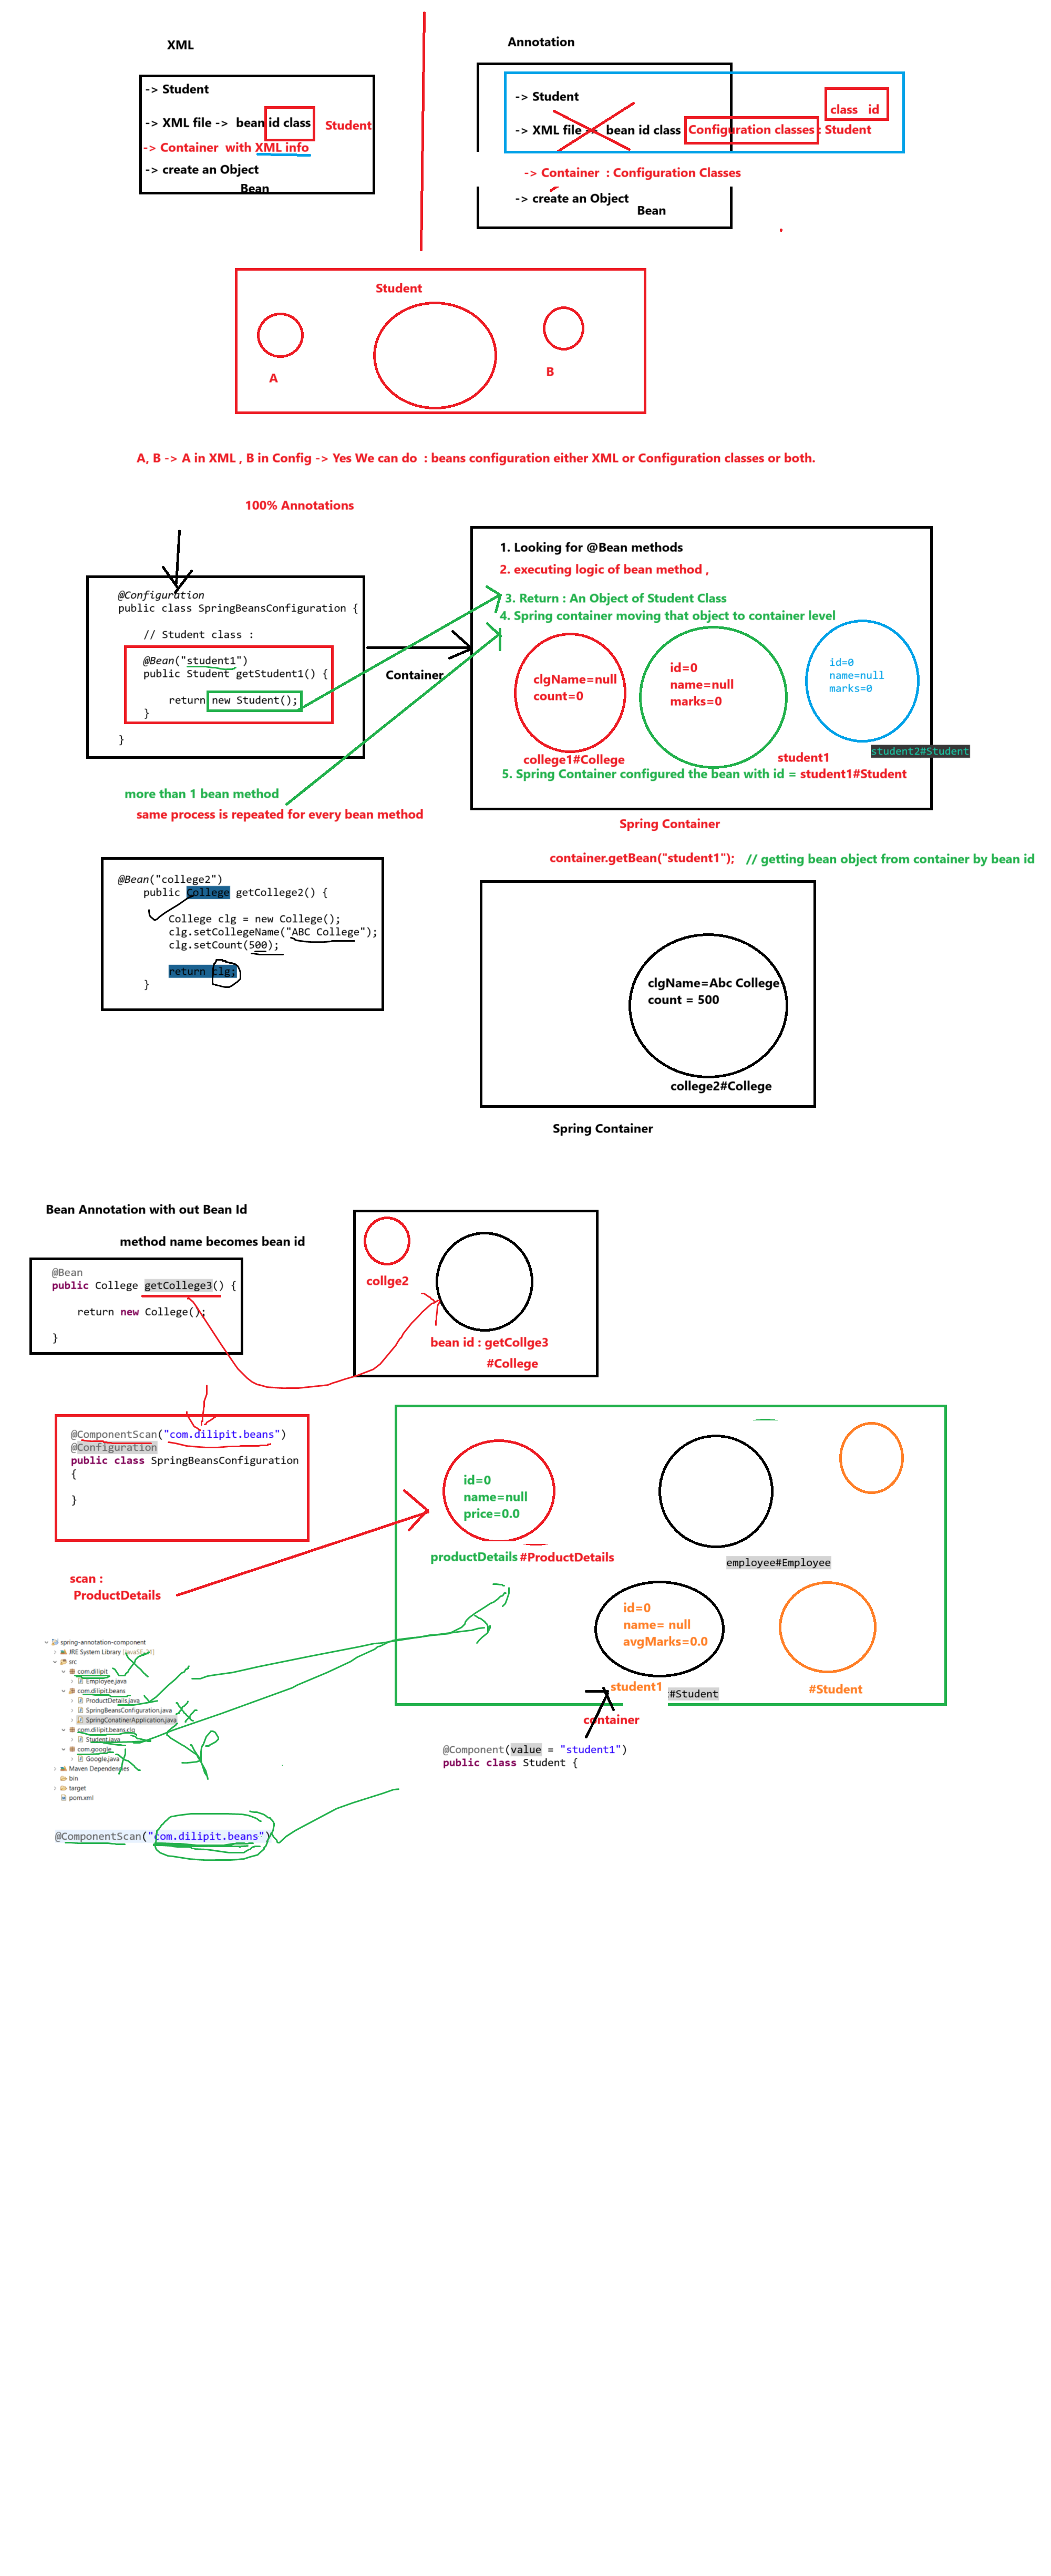 XML
Annotation
-> Student
-> XML file -> bean id class Student
-> Container with XML info
-> create an Object
Bean
-> Student
class id
-> XML file -> bean id class Configuration classes : Student
-> Container : Configuration Classes
-> create an Object
Bean
Student
A
B
A, B -> A in XML , B in Config -> Yes We can do : beans configuration either XML or Configuration classes or both.
100% Annotations
@Configuration
public class SpringBeansConfiguration {
// Student class :
@Bean("student1")
public Student getStudent1() {
return new Student();
}
}
Container
1. Looking for @Bean methods
2. executing logic of bean method ,
3. Return : An Object of Student Class
4. Spring container moving that object to container level
clgName=null
count=0
college1#College
id=0
name=null
marks=0
student1
id=0
name=null
marks=0
student2#Student
5. Spring Container configured the bean with id = student1#Student
Spring Container
more than 1 bean method
same process is repeated for every bean method
container.getBean("student1"); // getting bean object from container by bean id
@Bean("college2")
public College getCollege2() {
College clg = new College();
clg.setCollegeName("ABC College");
clg.setCount(500);
return clg;
}
clgName=Abc College
count = 500
college2#College
Spring Container
Bean Annotation with out Bean Id
method name becomes bean id
@Bean
public College getCollege3() {
return new College();
}
collge2
bean id : getCollge3
#College
@ComponentScan("com.dilipit.beans")
@Configuration
public class SpringBeansConfiguration
{
}
scan :
ProductDetails
id=0
name=null
price=0.0
productDetails #ProductDetails
employee#Employee
id=0
name= null
avgMarks=0.0
student1 :#Student
#Student
container
@Component(value = "student1")
public class Student {
spring-annotation-component
JRE System Library
src
com.dilipit
Employee.java
com.dilipit.beans
ProductDetails.java
SpringBeansConfiguration.java
SpringConatinerApplication.java
com.dilipit.beans.clg
Student.java
com.google
Google.java
Maven Dependencies
bin
target
pom.xml
@ComponentScan("com.dilipit.beans")